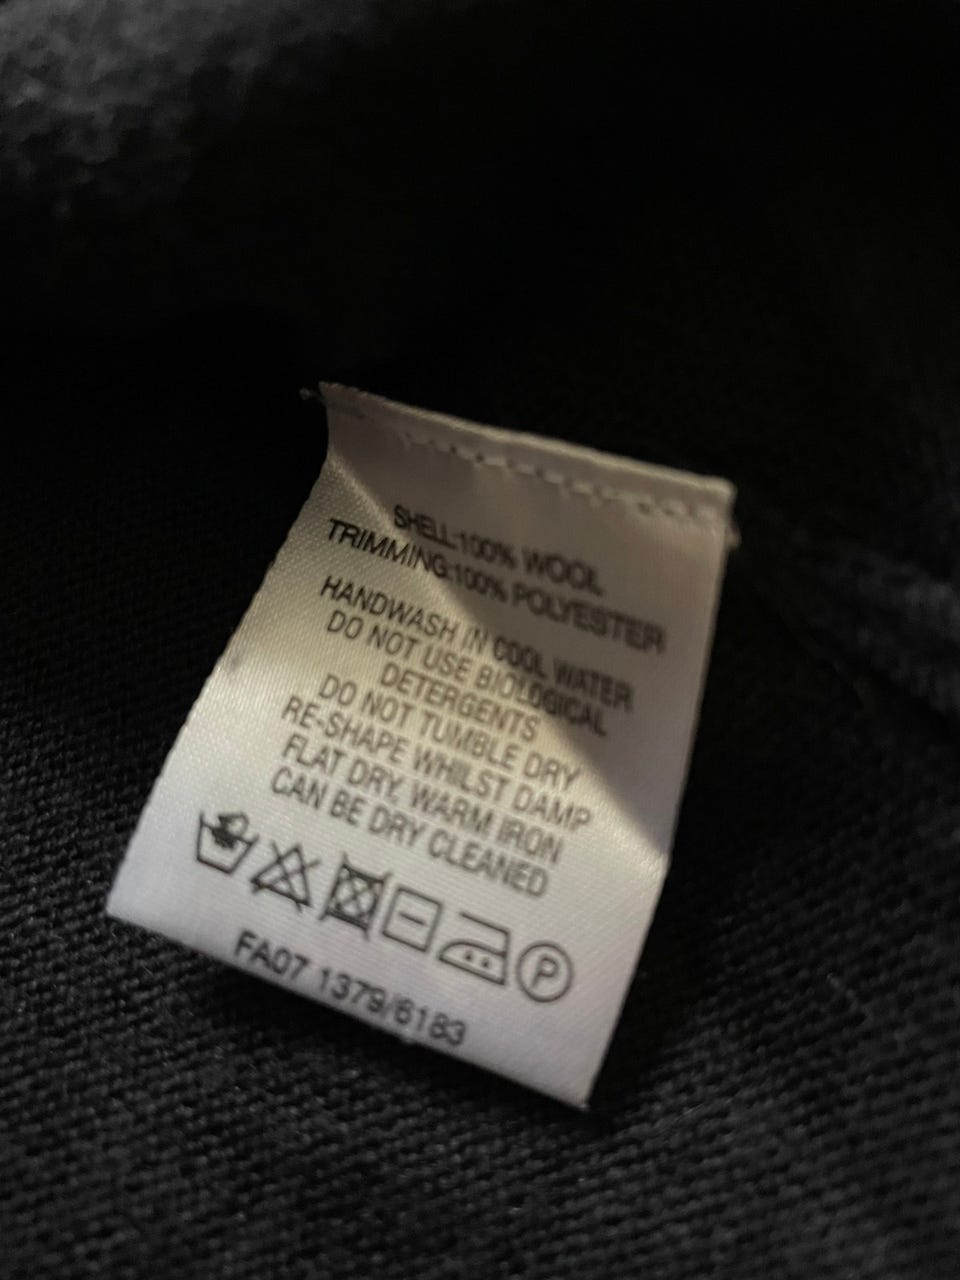 SHELL:100% WOOL
TRIMMING:100% POLYESTER
HANDWASH IN COOL WATER
DO NOT USE BIOLOGICAL
DETERGENTS
DO NOT TUMBLE DRY
RE-SHAPE WHILST DAMP
FLAT DRY, WARM IRON
CAN BE DRY CLEANED
P
FA07 1379/6183